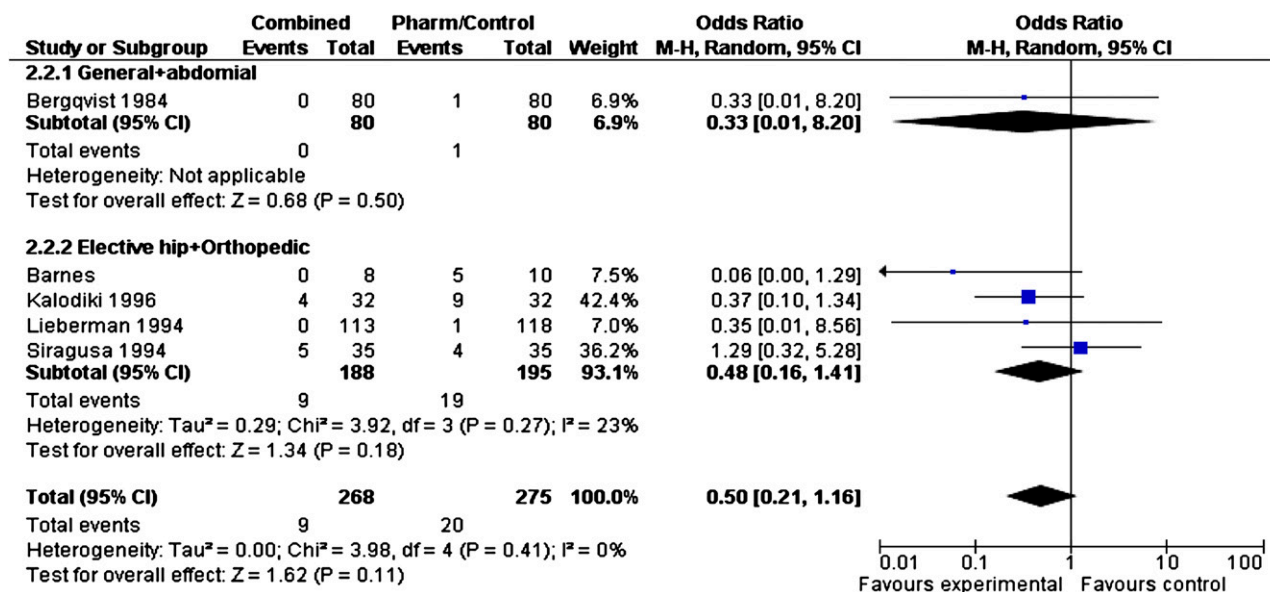 Combined Pharm/Control Odds Ratio Odds Ratio
Study or Subgroup Events Total Events Total Weight M-H, Random, 95% CI M-H, Random, 95% CI
2.2.1 General+abdomial
Bergqvist 1984 0 80 1 80 6.9% 0.33 [0.01, 8.20]
Subtotal (95% CI) 80 80 6.9% 0.33 [0.01, 8.20]
Total events 0 1
Heterogeneity: Not applicable
Test for overall effect: Z = 0.68 (P = 0.50)
2.2.2 Elective hip+Orthopedic
Barnes 0 8 5 10 7.5% 0.06 [0.00, 1.29]
Kalodiki 1996 4 32 9 32 42.4% 0.37 [0.10, 1.34]
Lieberman 1994 0 113 1 118 7.0% 0.35 [0.01, 8.56]
Siragusa 1994 5 35 4 35 36.2% 1.29 [0.32, 5.28]
Subtotal (95% CI) 188 195 93.1% 0.48 [0.16, 1.41]
Total events 9 19
Heterogeneity: Tau² = 0.29; Chi² = 3.92, df = 3 (P = 0.27); I² = 23%
Test for overall effect: Z = 1.34 (P = 0.18)
Total (95% CI) 268 275 100.0% 0.50 [0.21, 1.16]
Total events 9 20
Heterogeneity: Tau² = 0.00; Chi² = 3.98, df = 4 (P = 0.41); I² = 0%
Test for overall effect: Z = 1.62 (P = 0.11)
0.01 0.1 1 10 100
Favours experimental Favours control